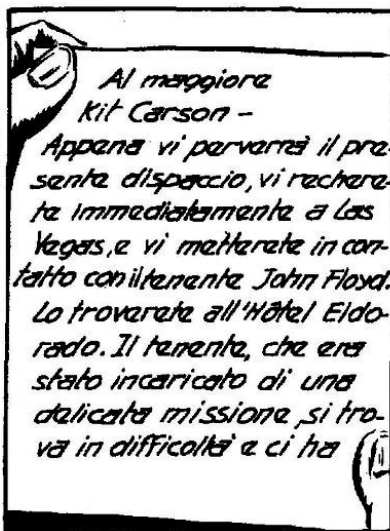 Al maggiore
Kit Carson -
Appena vi perverrà il pre-
sente dispaccio, vi rechere-
te immediatamente a Las
Vegas, e vi metterete in con-
tatto con il tenente John Floyd.
Lo troverete all'Hôtel Eldo-
rado. Il tenente, che era
stato incaricato di una
delicata missione, si tro-
va in difficoltà e ci ha